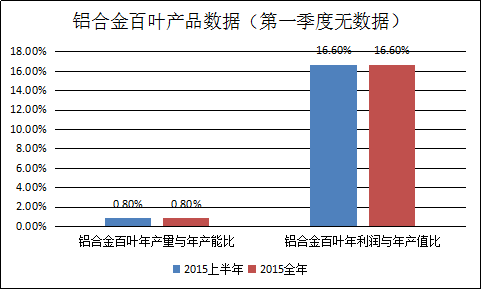 铝合金百叶产品数据（第一季度无数据）
18.00%
16.00%
14.00%
12.00%
10.00%
8.00%
6.00%
4.00%
2.00%
0.00%
0.80%
0.80%
16.60%
16.60%
铝合金百叶年产量与年产能比
铝合金百叶年利润与年产值比
2015上半年
2015全年